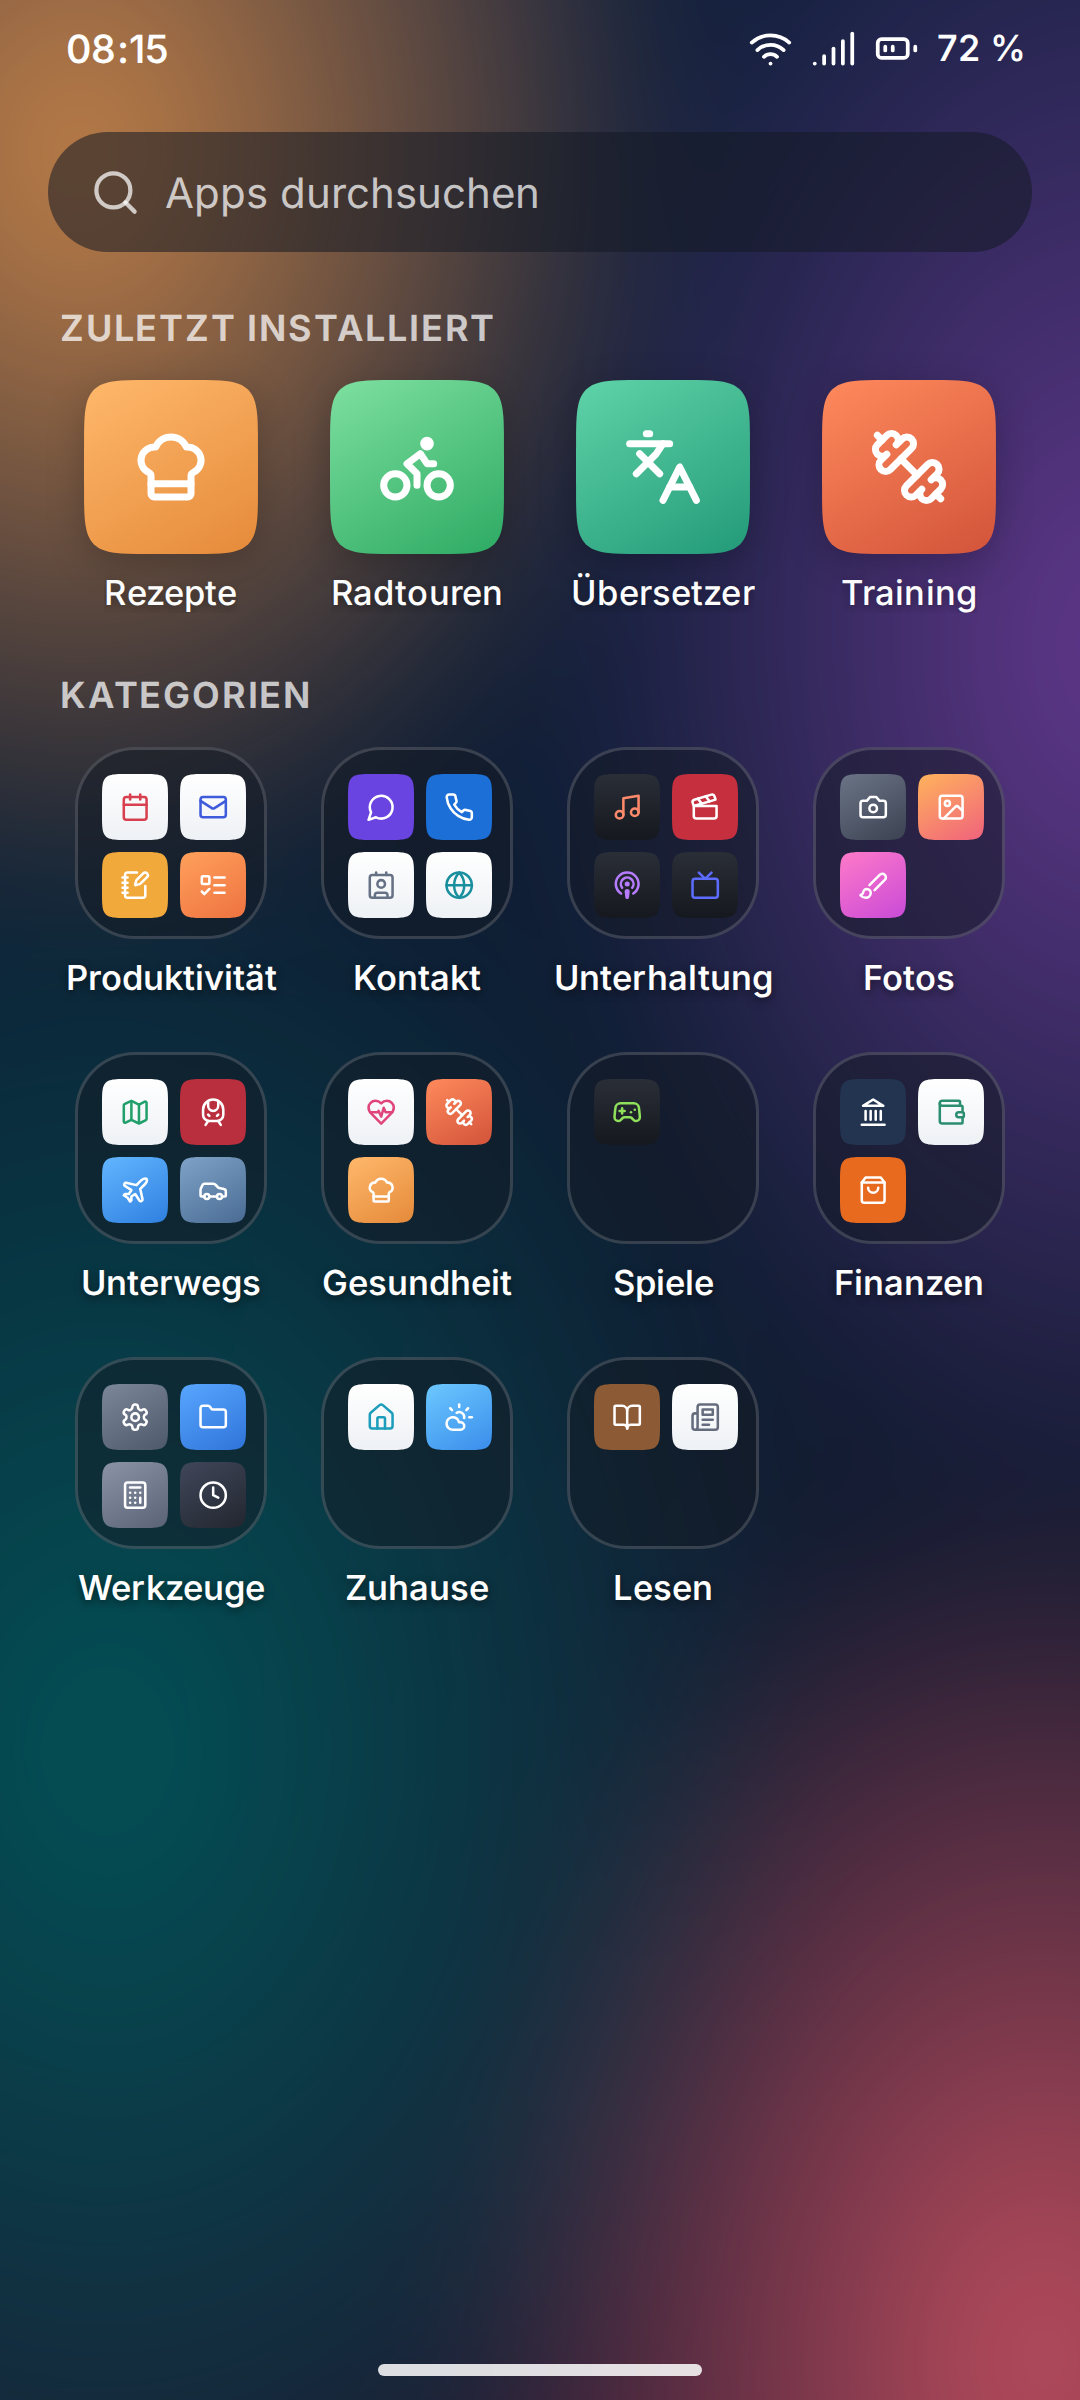 08:15
72 %
Apps durchsuchen
ZULETZT INSTALLIERT
Rezepte
Radtouren
Übersetzer
Training
KATEGORIEN
Produktivität
Kontakt
Unterhaltung
Fotos
Unterwegs
Gesundheit
Spiele
Finanzen
Werkzeuge
Zuhause
Lesen